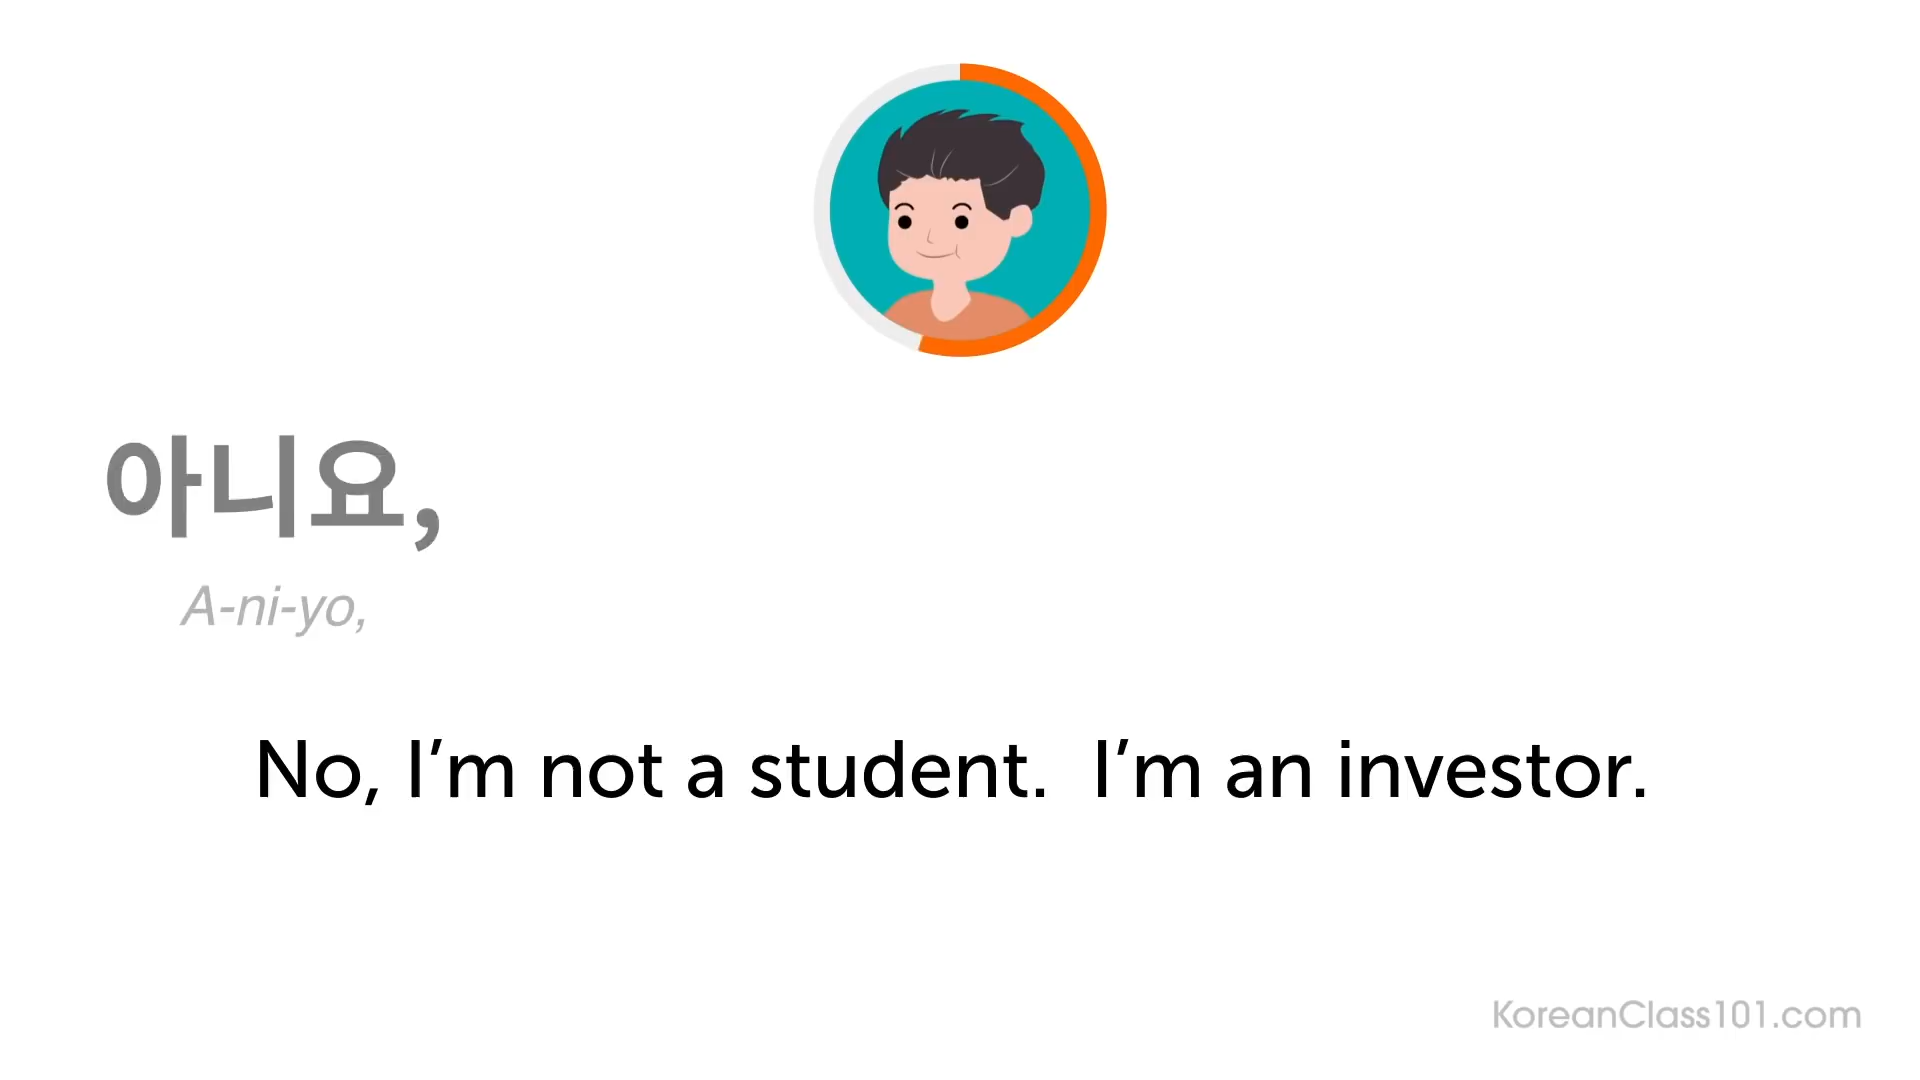 아니요,
A-ni-yo,
No, I’m not a student.  I’m an investor.
KoreanClass101.com